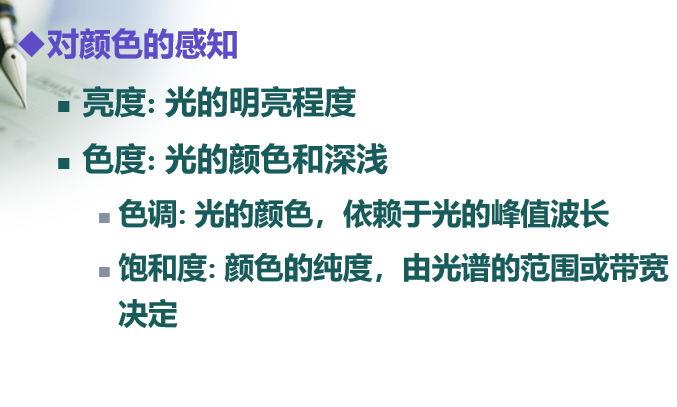 对颜色的感知
亮度: 光的明亮程度
色度: 光的颜色和深浅
色调: 光的颜色，依赖于光的峰值波长
饱和度: 颜色的纯度，由光谱的范围或带宽
决定